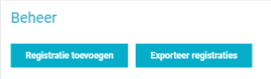 Beheer
Registratie toevoegen
Exporteer registraties